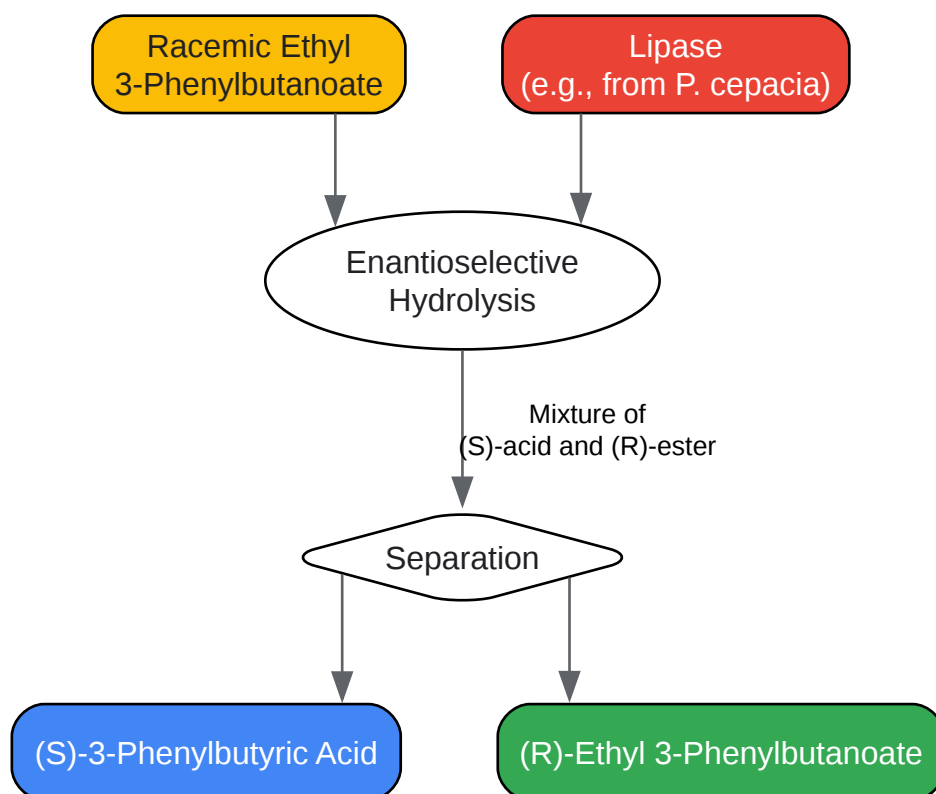 Racemic Ethyl
3-Phenylbutanoate
Lipase
(e.g., from P. cepacia)
Enantioselective
Hydrolysis
Mixture of
(S)-acid and (R)-ester
Separation
(S)-3-Phenylbutyric Acid
(R)-Ethyl 3-Phenylbutanoate